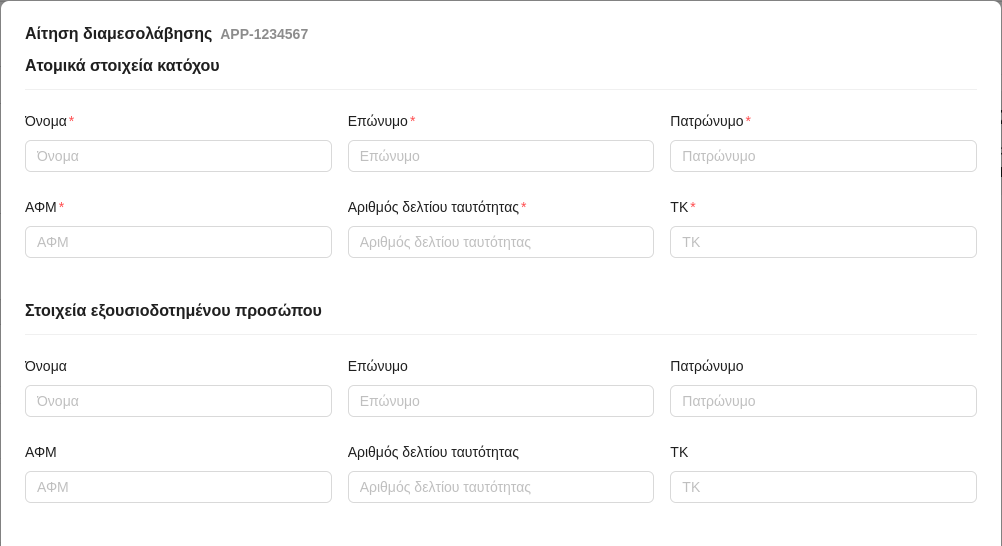 Αίτηση διαμεσολάβησης APP-1234567
Ατομικά στοιχεία κατόχου
Όνομα* Επώνυμο* Πατρώνυμο*
Όνομα Επώνυμο Πατρώνυμο
ΑΦΜ* Αριθμός δελτίου ταυτότητας* ΤΚ*
ΑΦΜ Αριθμός δελτίου ταυτότητας ΤΚ
Στοιχεία εξουσιοδοτημένου προσώπου
Όνομα Επώνυμο Πατρώνυμο
Όνομα Επώνυμο Πατρώνυμο
ΑΦΜ Αριθμός δελτίου ταυτότητας ΤΚ
ΑΦΜ Αριθμός δελτίου ταυτότητας ΤΚ